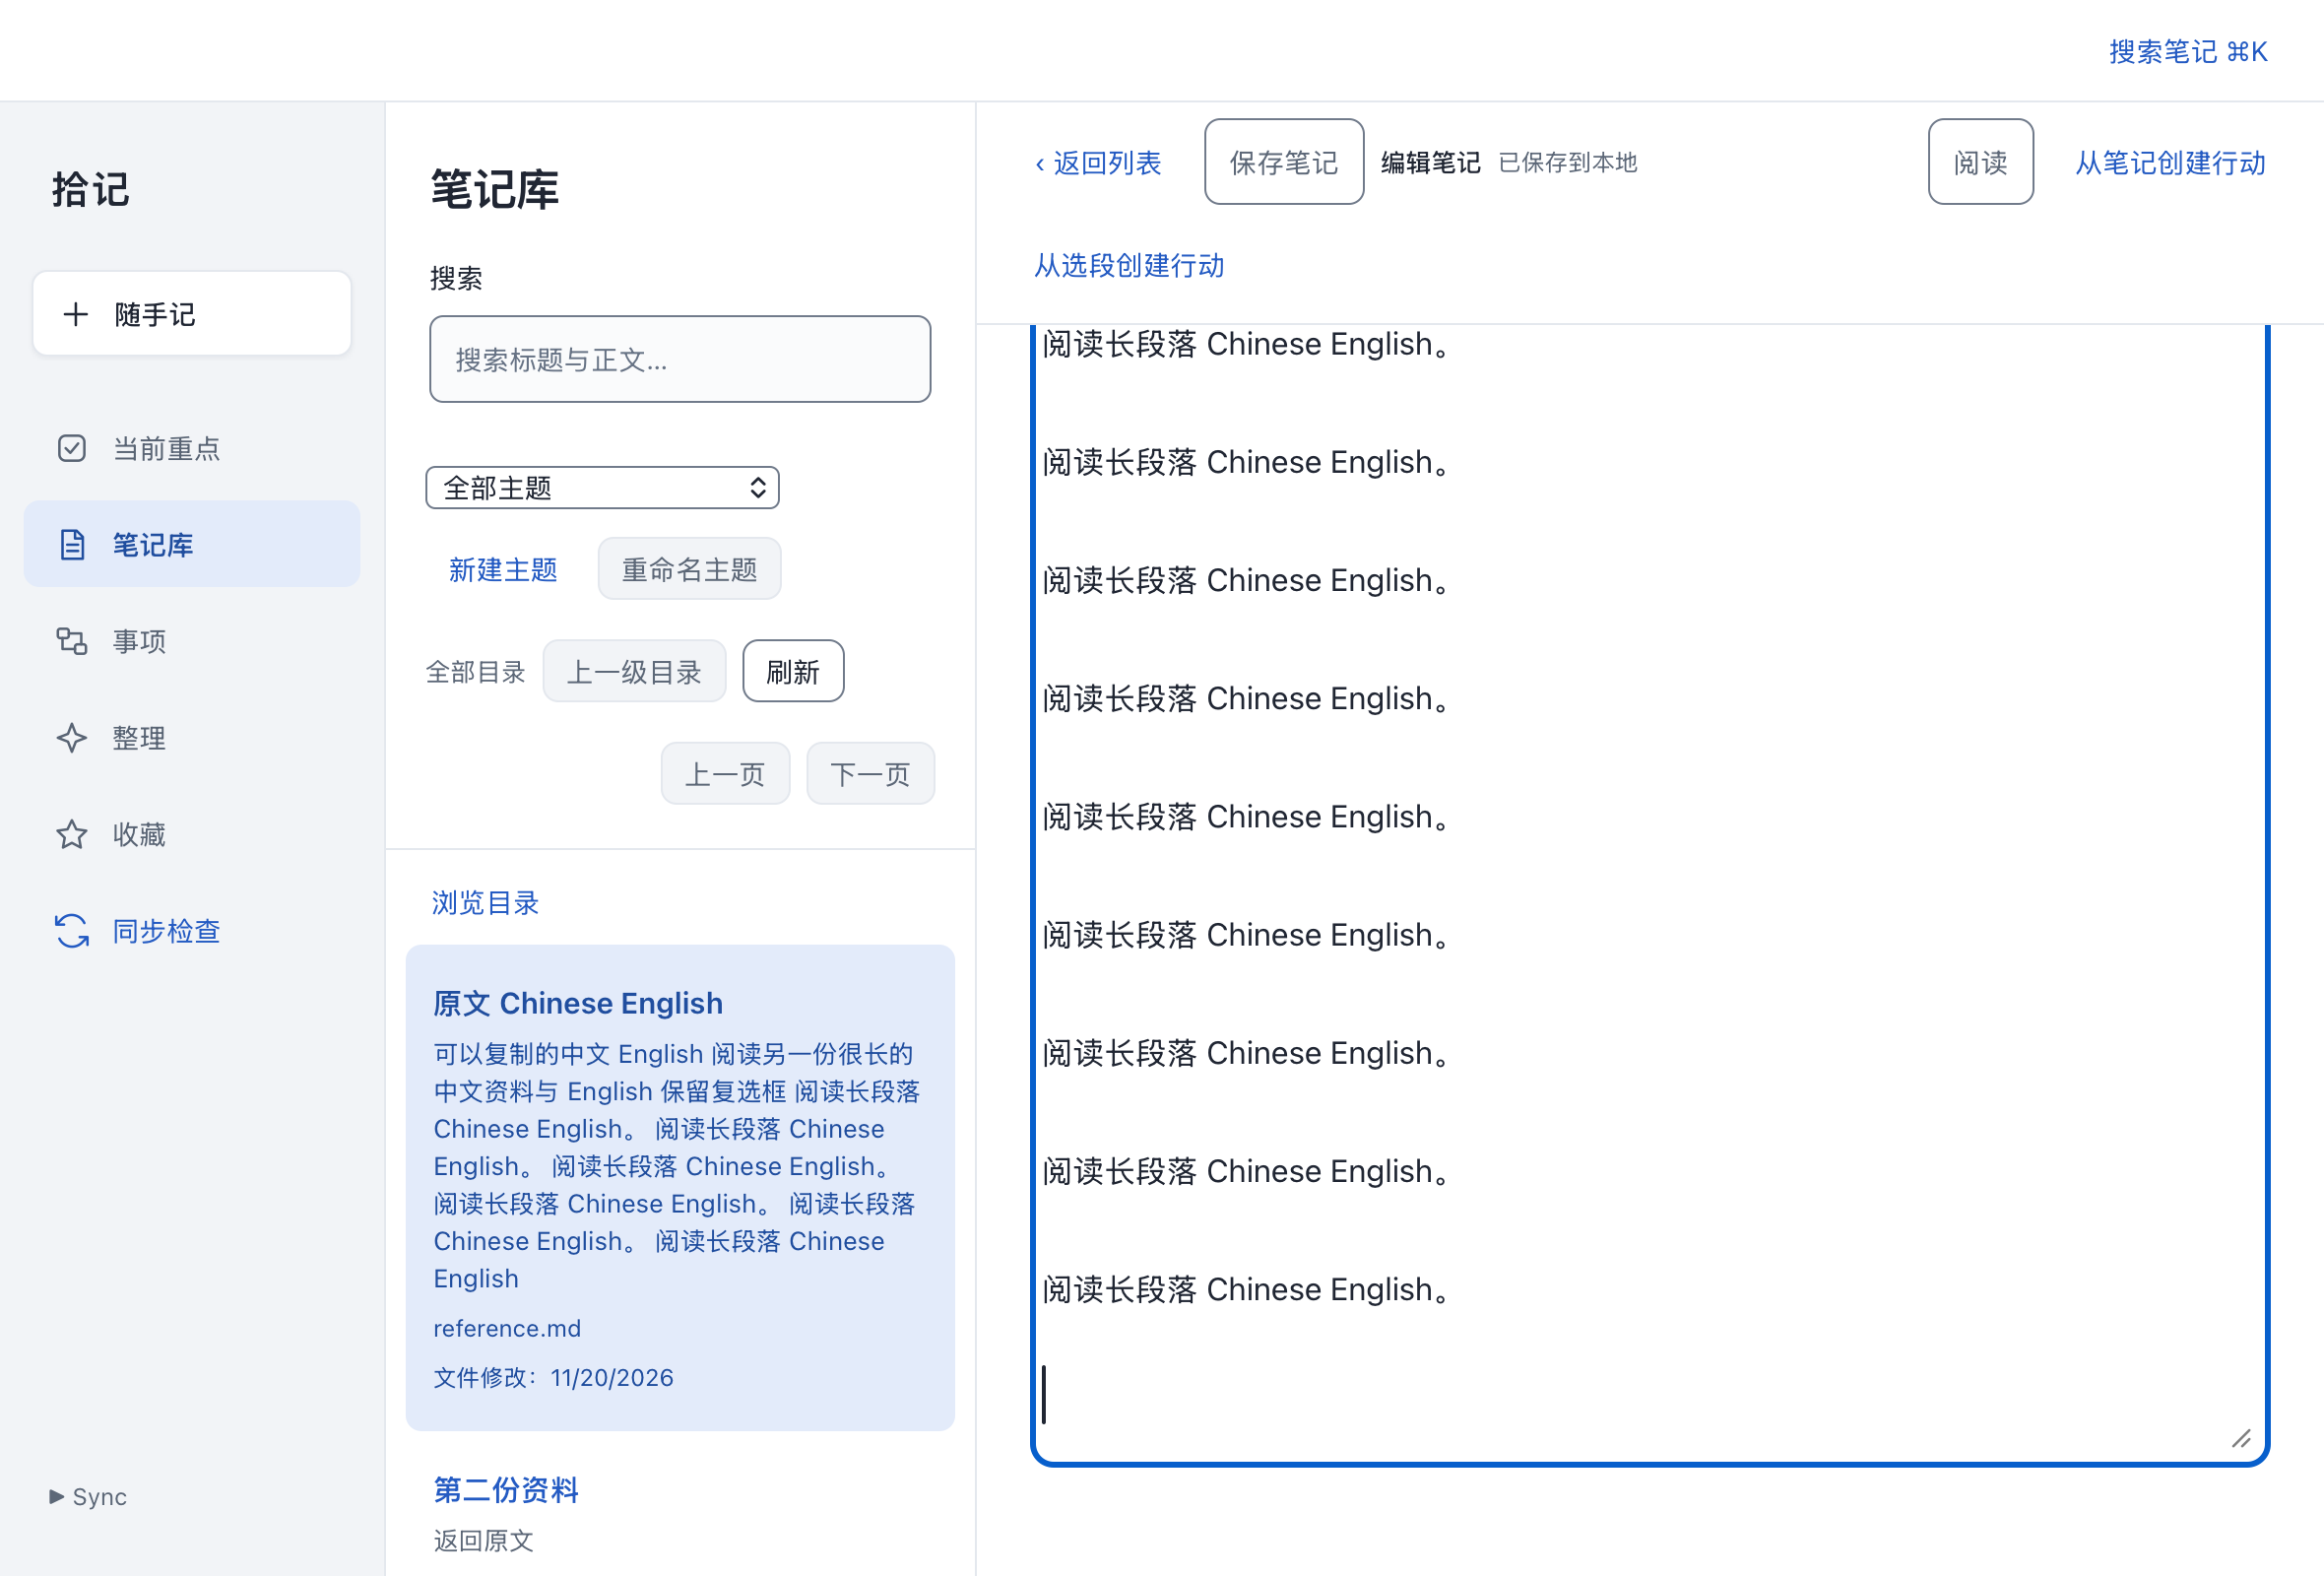 搜索笔记 ⌘K
拾记
随手记
当前重点
笔记库
事项
整理
收藏
同步检查
Sync
笔记库
搜索
搜索标题与正文...
全部主题
新建主题
重命名主题
全部目录
上一级目录
刷新
上一页
下一页
浏览目录
原文 Chinese English
可以复制的中文 English 阅读另一份很长的
中文资料与 English 保留复选框 阅读长段落
Chinese English。 阅读长段落 Chinese
English。 阅读长段落 Chinese English。
阅读长段落 Chinese English。 阅读长段落
Chinese English。 阅读长段落 Chinese
English
reference.md
文件修改：11/20/2026
第二份资料
返回原文
‹ 返回列表
保存笔记
编辑笔记
已保存到本地
阅读
从笔记创建行动
从选段创建行动
阅读长段落 Chinese English。
阅读长段落 Chinese English。
阅读长段落 Chinese English。
阅读长段落 Chinese English。
阅读长段落 Chinese English。
阅读长段落 Chinese English。
阅读长段落 Chinese English。
阅读长段落 Chinese English。
阅读长段落 Chinese English。